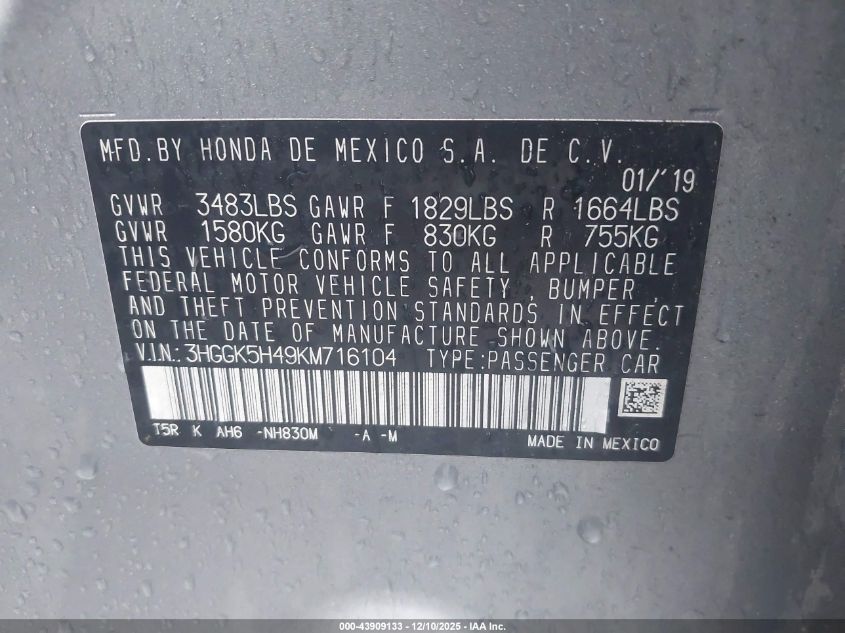 MFD.BY HONDA DE MEXICO S.A. DE C.V.
01/'19
GVWR 3483LBS GAWR F 1829LBS R 1664LBS
GVWR 1580KG GAWR F 830KG R 755KG
THIS VEHICLE CONFORMS TO ALL APPLICABLE
FEDERAL MOTOR VEHICLE SAFETY , BUMPER ,
AND THEFT PREVENTION STANDARDS IN EFFECT
ON THE DATE OF MANUFACTURE SHOWN ABOVE.
V.I.N.:3HGGK5H49KM716104 TYPE:PASSENGER CAR
T5R K AH6 -NH830M -A -M
MADE IN MEXICO
000-43909133 - 12/10/2025 - IAA Inc.